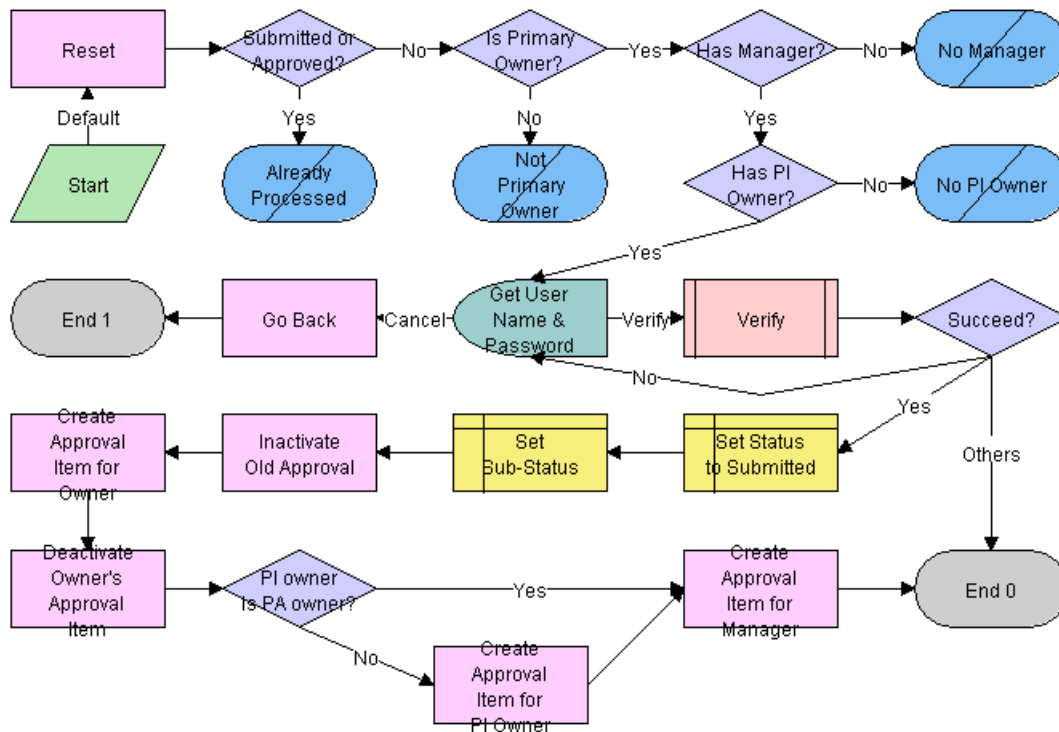 Reset
Submitted or
Approved?
No
Is Primary
Owner?
Yes
Has Manager?
No
No Manager
Default
Yes
No
Yes
Start
Already
Processed
Not
Primary
Owner
Has PI
Owner?
No
No PI Owner
Yes
End 1
Go Back
Cancel
Get User
Name &
Password
Verify
Verify
Succeed?
No
Yes
Others
Create
Approval
Item for
Owner
Inactivate
Old Approval
Set
Sub-Status
Set Status
to Submitted
Deactivate
Owner's
Approval
Item
PI owner
is PA owner?
Yes
Create
Approval
Item for
Manager
End 0
No
Create
Approval
Item for
PI Owner